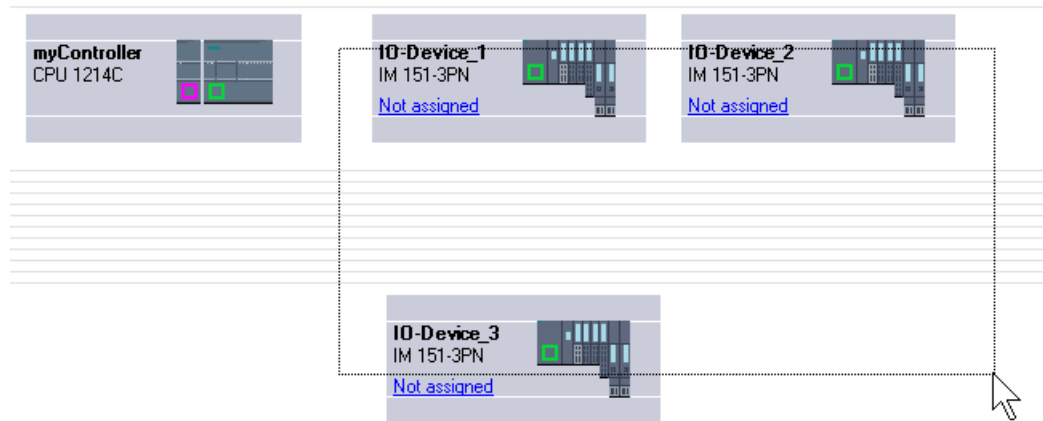 myController
CPU 1214C
IO-Device_1
IM 151-3PN
Not assigned
IO-Device_2
IM 151-3PN
Not assigned
IO-Device_3
IM 151-3PN
Not assigned